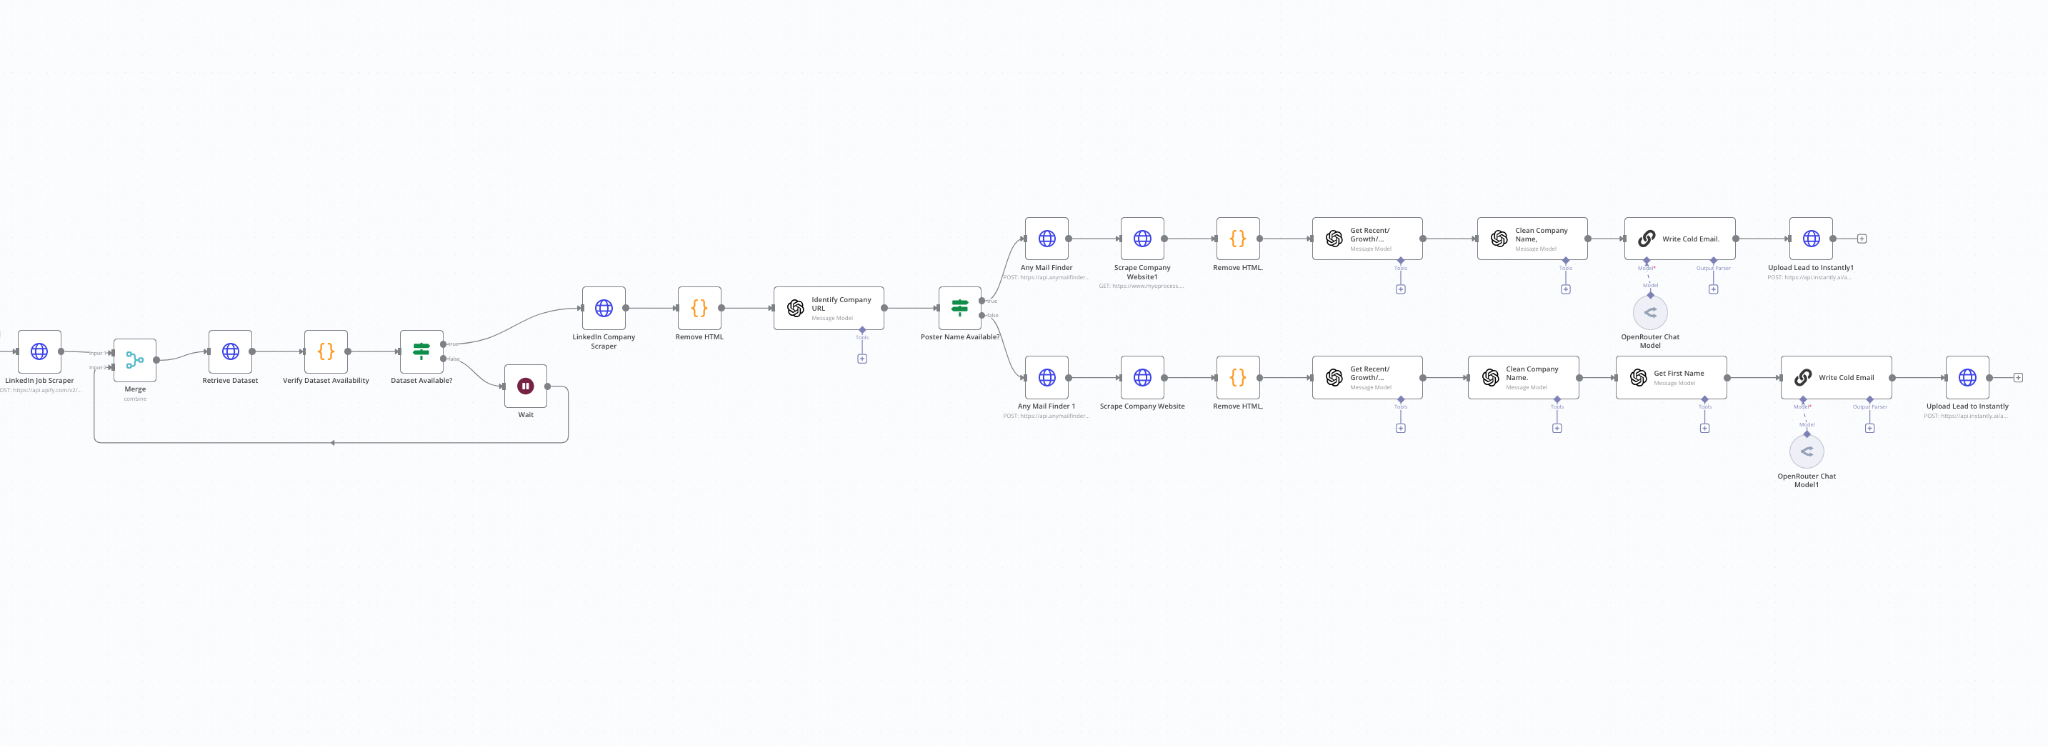 Any Mail Finder
POST: https://api.anymailfinder...
Scrape Company
Website1
GET: https://www.myeprocess....
Remove HTML.
Get Recent/
Growth/...
Message Model
Tools
Clean Company
Name,
Message Model
Tools
Write Cold Email.
Model*
Output Parser
Model
OpenRouter Chat
Model
Upload Lead to Instantly1
POST: https://api.instantly.ai/a...
LinkedIn Job Scraper
OST: https://api.apify.com/v2/...
Input 1
Input 2
Merge
combine
Retrieve Dataset
Verify Dataset Availability
Dataset Available?
true
false
Wait
LinkedIn Company
Scraper
Remove HTML
Identify Company
URL
Message Model
Tools
Poster Name Available?
true
false
Any Mail Finder 1
POST: https://api.anymailfinder...
Scrape Company Website
Remove HTML,
Get Recent/
Growth/...
Message Model
Tools
Clean Company
Name.
Message Model
Tools
Get First Name
Message Model
Tools
Write Cold Email
Model*
Output Parser
Model
OpenRouter Chat
Model1
Upload Lead to Instantly
POST: https://api.instantly.ai/a...